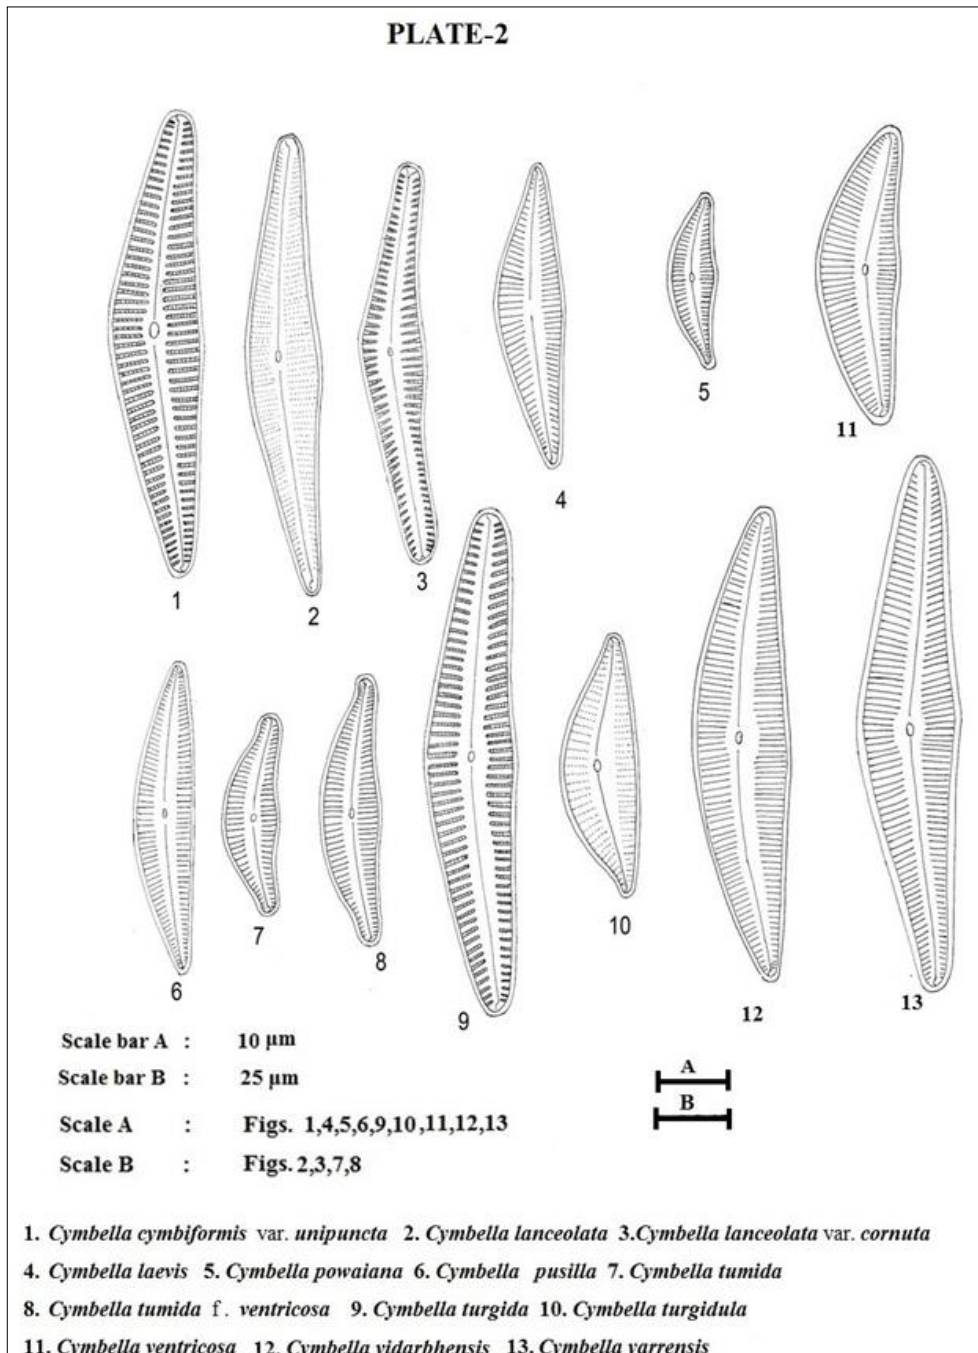 PLATE-2
11
5
4
3
1
2
10
7
8
6
9
12
13
Scale bar A : 10 µm
Scale bar B : 25 µm
A
B
Scale A : Figs. 1,4,5,6,9,10,11,12,13
Scale B : Figs. 2,3,7,8
1. Cymbella cymbiformis var. unipuncta 2. Cymbella lanceolata 3.Cymbella lanceolata var. cornuta
4. Cymbella laevis 5. Cymbella powaiana 6. Cymbella pusilla 7. Cymbella tumida
8. Cymbella tumida f. ventricosa 9. Cymbella turgida 10. Cymbella turgidula
11. Cymbella ventricosa 12. Cymbella vidarbhensis 13. Cymbella yarrensis